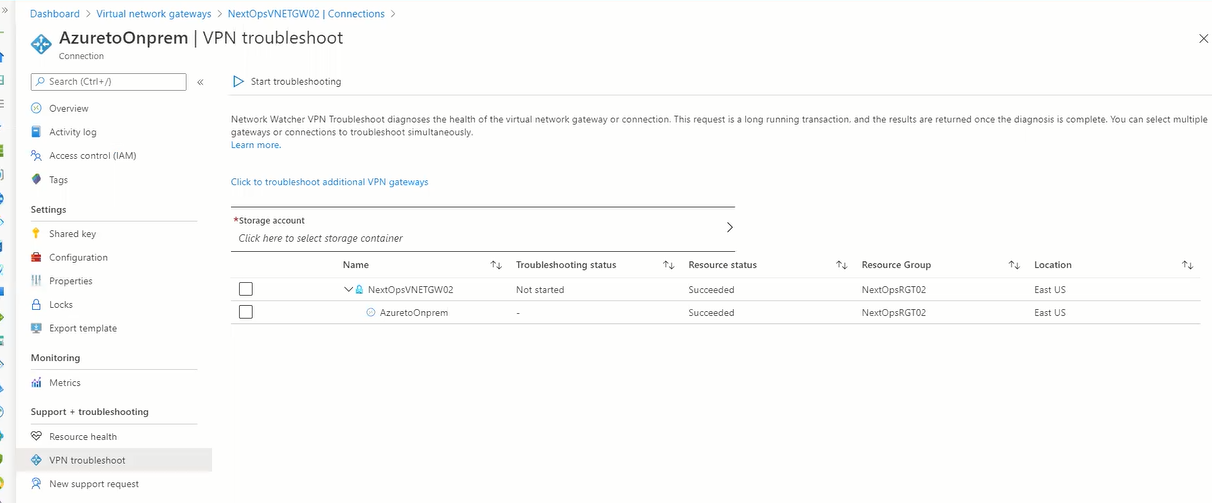 Dashboard > Virtual network gateways > NextOpsVNETGW02 | Connections >
AzuretoOnprem | VPN troubleshoot
Connection
Search (Ctrl+/)
«
Start troubleshooting
Overview
Activity log
Access control (IAM)
Tags
Settings
Shared key
Configuration
Properties
Locks
Export template
Monitoring
Metrics
Support + troubleshooting
Resource health
VPN troubleshoot
New support request
Network Watcher VPN Troubleshoot diagnoses the health of the virtual network gateway or connection. This request is a long running transaction, and the results are returned once the diagnosis is complete. You can select multiple
gateways or connections to troubleshoot simultaneously.
Learn more.
Click to troubleshoot additional VPN gateways
*Storage account
Click here to select storage container
Name Troubleshooting status Resource status Resource Group Location
NextOpsVNETGW02 Not started Succeeded NextOpsRGT02 East US
AzuretoOnprem - Succeeded NextOpsRGT02 East US